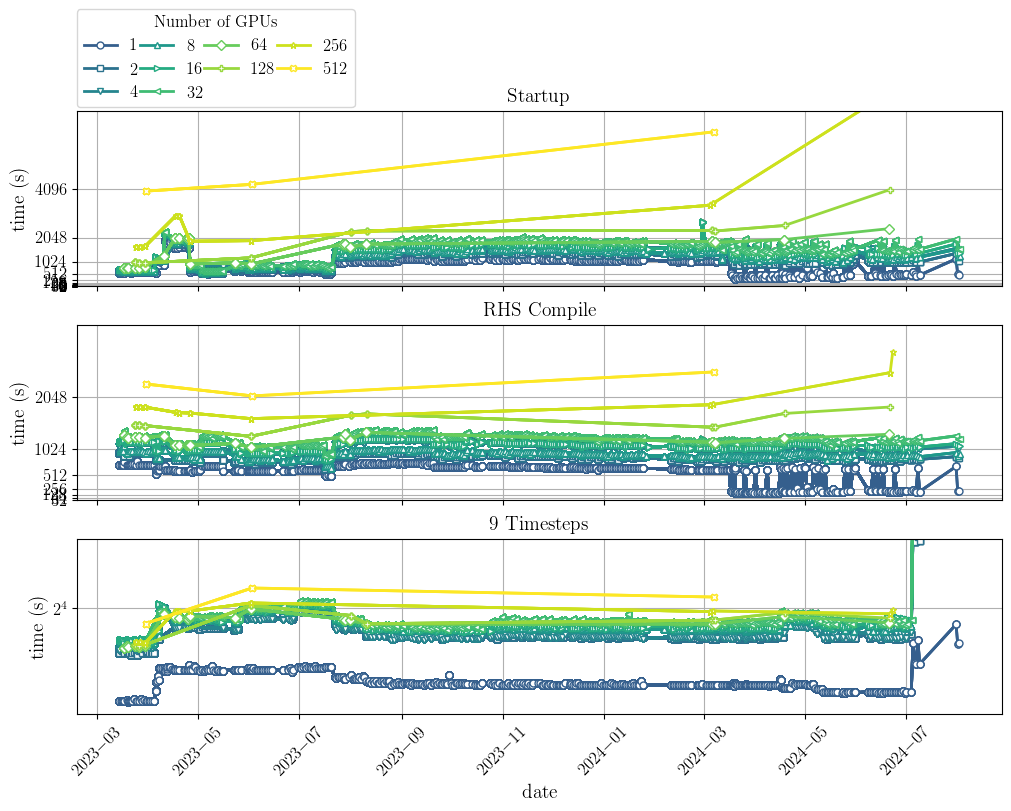 Number of GPUs
1 8 64 256
2 16 128 512
4 32
Startup
time (s)
4096
2048
1024
512
RHS Compile
time (s)
2048
1024
512
256
9 Timesteps
time (s)
2⁴
2023−03 2023−05 2023−07 2023−09 2023−11 2024−01 2024−03 2024−05 2024−07
date